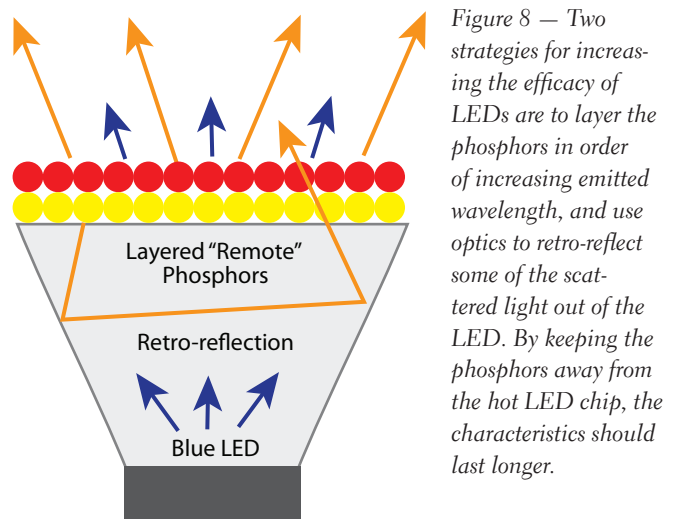 Layered "Remote"
Phosphors
Retro-reflection
Blue LED
Figure 8 — Two
strategies for increas-
ing the efficacy of
LEDs are to layer the
phosphors in order
of increasing emitted
wavelength, and use
optics to retro-reflect
some of the scat-
tered light out of the
LED. By keeping the
phosphors away from
the hot LED chip, the
characteristics should
last longer.